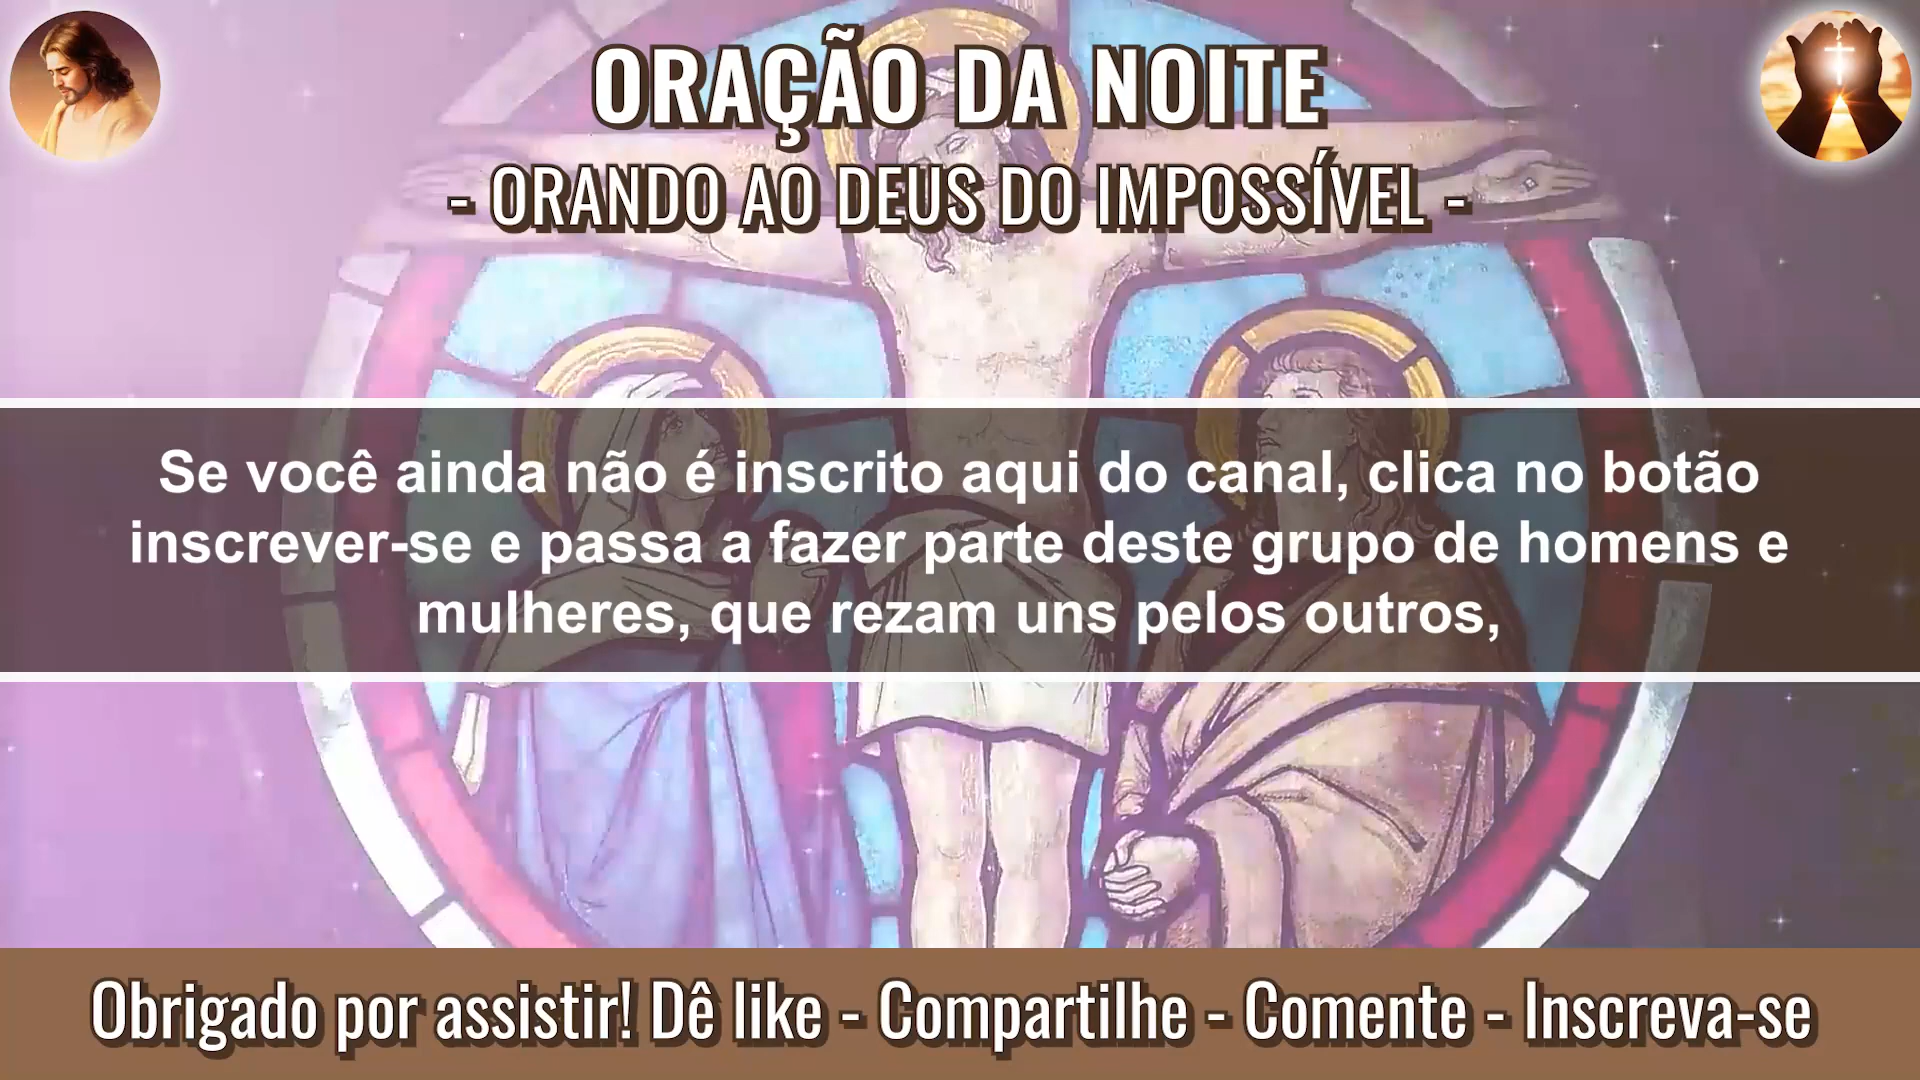 ORAÇÃO DA NOITE
- ORANDO AO DEUS DO IMPOSSÍVEL -
Se você ainda não é inscrito aqui do canal, clica no botão
inscrever-se e passa a fazer parte deste grupo de homens e
mulheres, que rezam uns pelos outros,
Obrigado por assistir! Dê like - Compartilhe - Comente - Inscreva-se